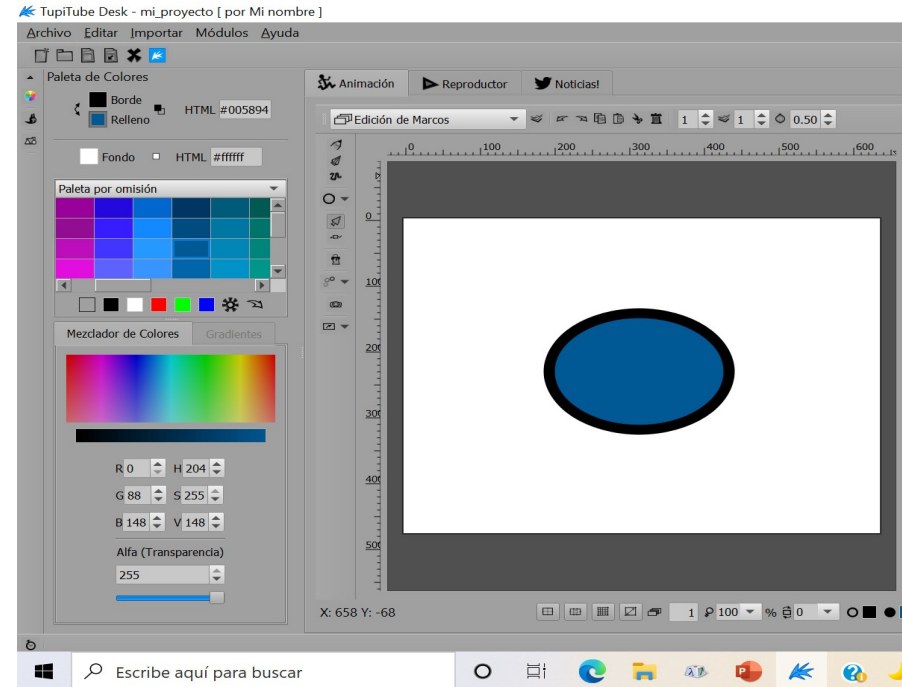 TupiTube Desk - mi_proyecto [ por Mi nombre ]
Archivo Editar Importar Módulos Ayuda
Paleta de Colores
Borde
Relleno
HTML #005894
Fondo HTML #ffffff
Paleta por omisión
Mezclador de Colores Gradientes
R 0 H 204
G 88 S 255
B 148 V 148
Alfa (Transparencia)
255
Animación Reproductor Noticias!
Edición de Marcos 1 1 0.50
0 100 200 300 400 500 600
0
100
200
300
400
500
X: 658 Y: -68 1 100 % 0
Escribe aquí para buscar